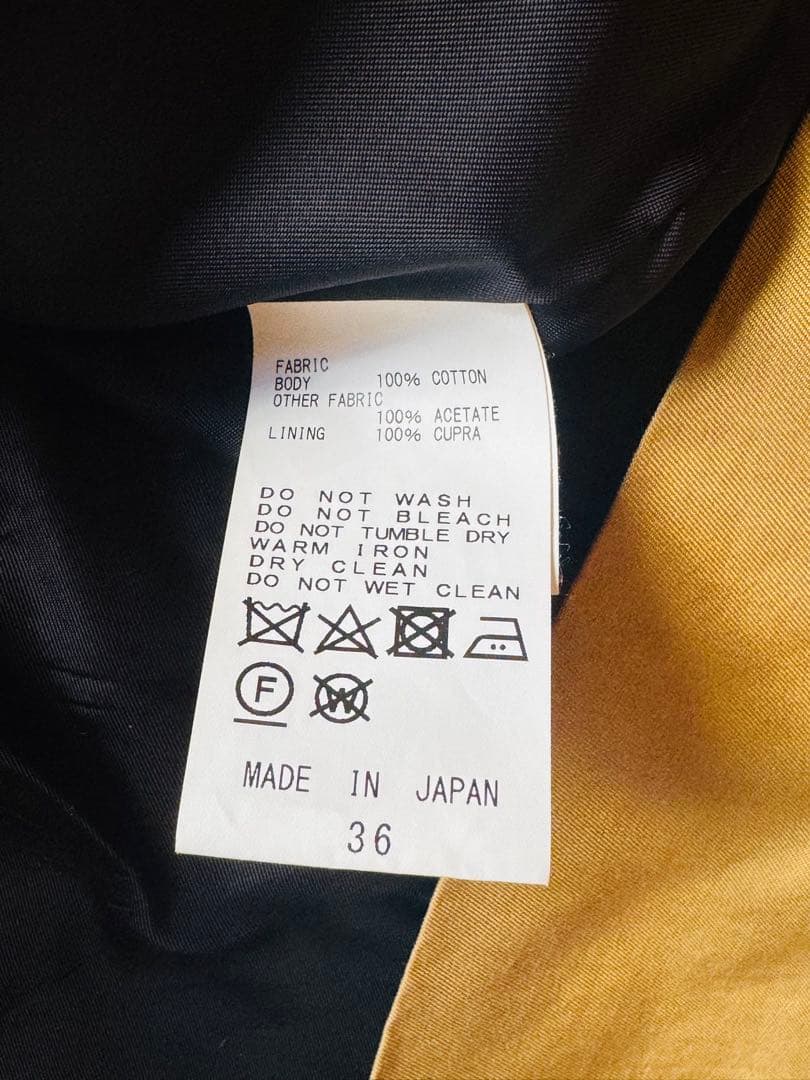 FABRIC
BODY 100% COTTON
OTHER FABRIC
100% ACETATE
LINING 100% CUPRA
DO NOT WASH
DO NOT BLEACH
DO NOT TUMBLE DRY
WARM IRON
DRY CLEAN
DO NOT WET CLEAN
F W
MADE IN JAPAN
36